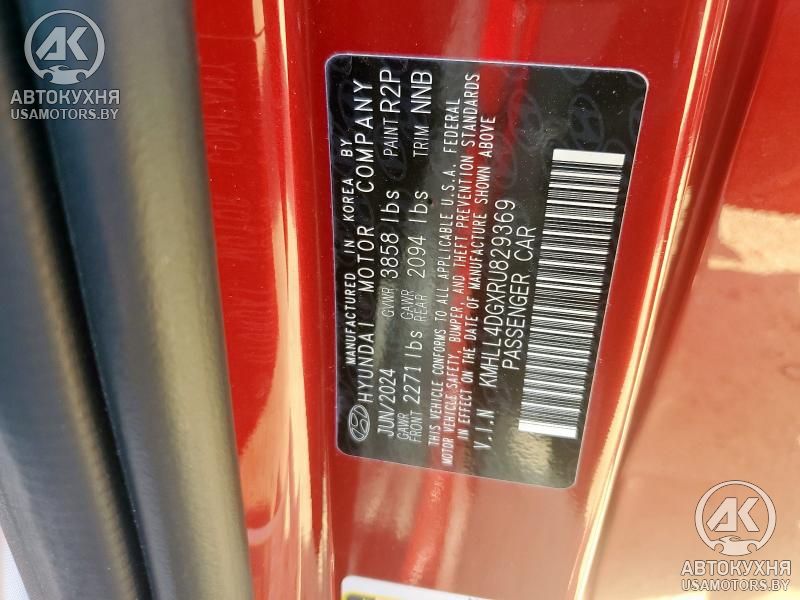 АВТОКУХНЯ
USAMOTORS.BY
MANUFACTURED IN KOREA BY
HYUNDAI MOTOR COMPANY
JUN/2024 GVWR 3858 lbs PAINT R2P
GAWR FRONT 2271 lbs GAWR REAR 2094 lbs TRIM NNB
THIS VEHICLE CONFORMS TO ALL APPLICABLE U.S.A. FEDERAL
MOTOR VEHICLE SAFETY, BUMPER, AND THEFT PREVENTION STANDARDS
IN EFFECT ON THE DATE OF MANUFACTURE SHOWN ABOVE
V.I.N KMHLL4DGXRU829369
PASSENGER CAR
АВТОКУХНЯ
USAMOTORS.BY